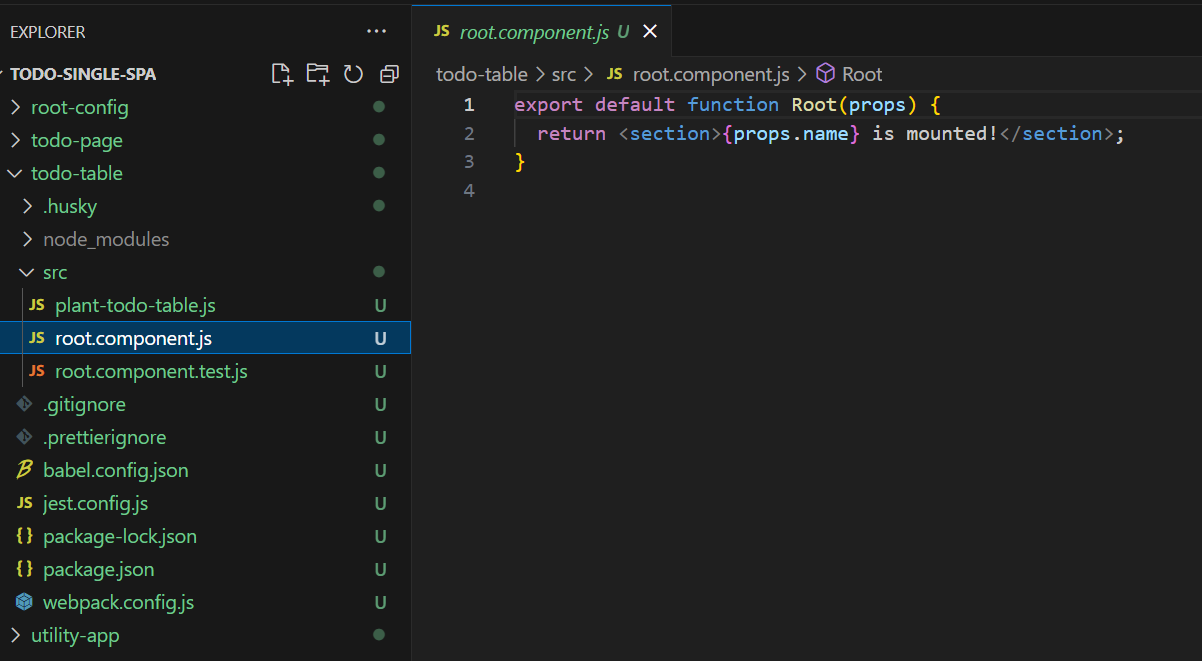 EXPLORER
TODO-SINGLE-SPA
root-config
todo-page
todo-table
.husky
node_modules
src
JS plant-todo-table.js U
JS root.component.js U
JS root.component.test.js U
.gitignore U
.prettierignore U
babel.config.json U
JS jest.config.js U
{} package-lock.json U
{} package.json U
webpack.config.js U
utility-app
JS root.component.js U
todo-table > src > JS root.component.js > Root
1 export default function Root(props) {
2 return <section>{props.name} is mounted!</section>;
3 }
4